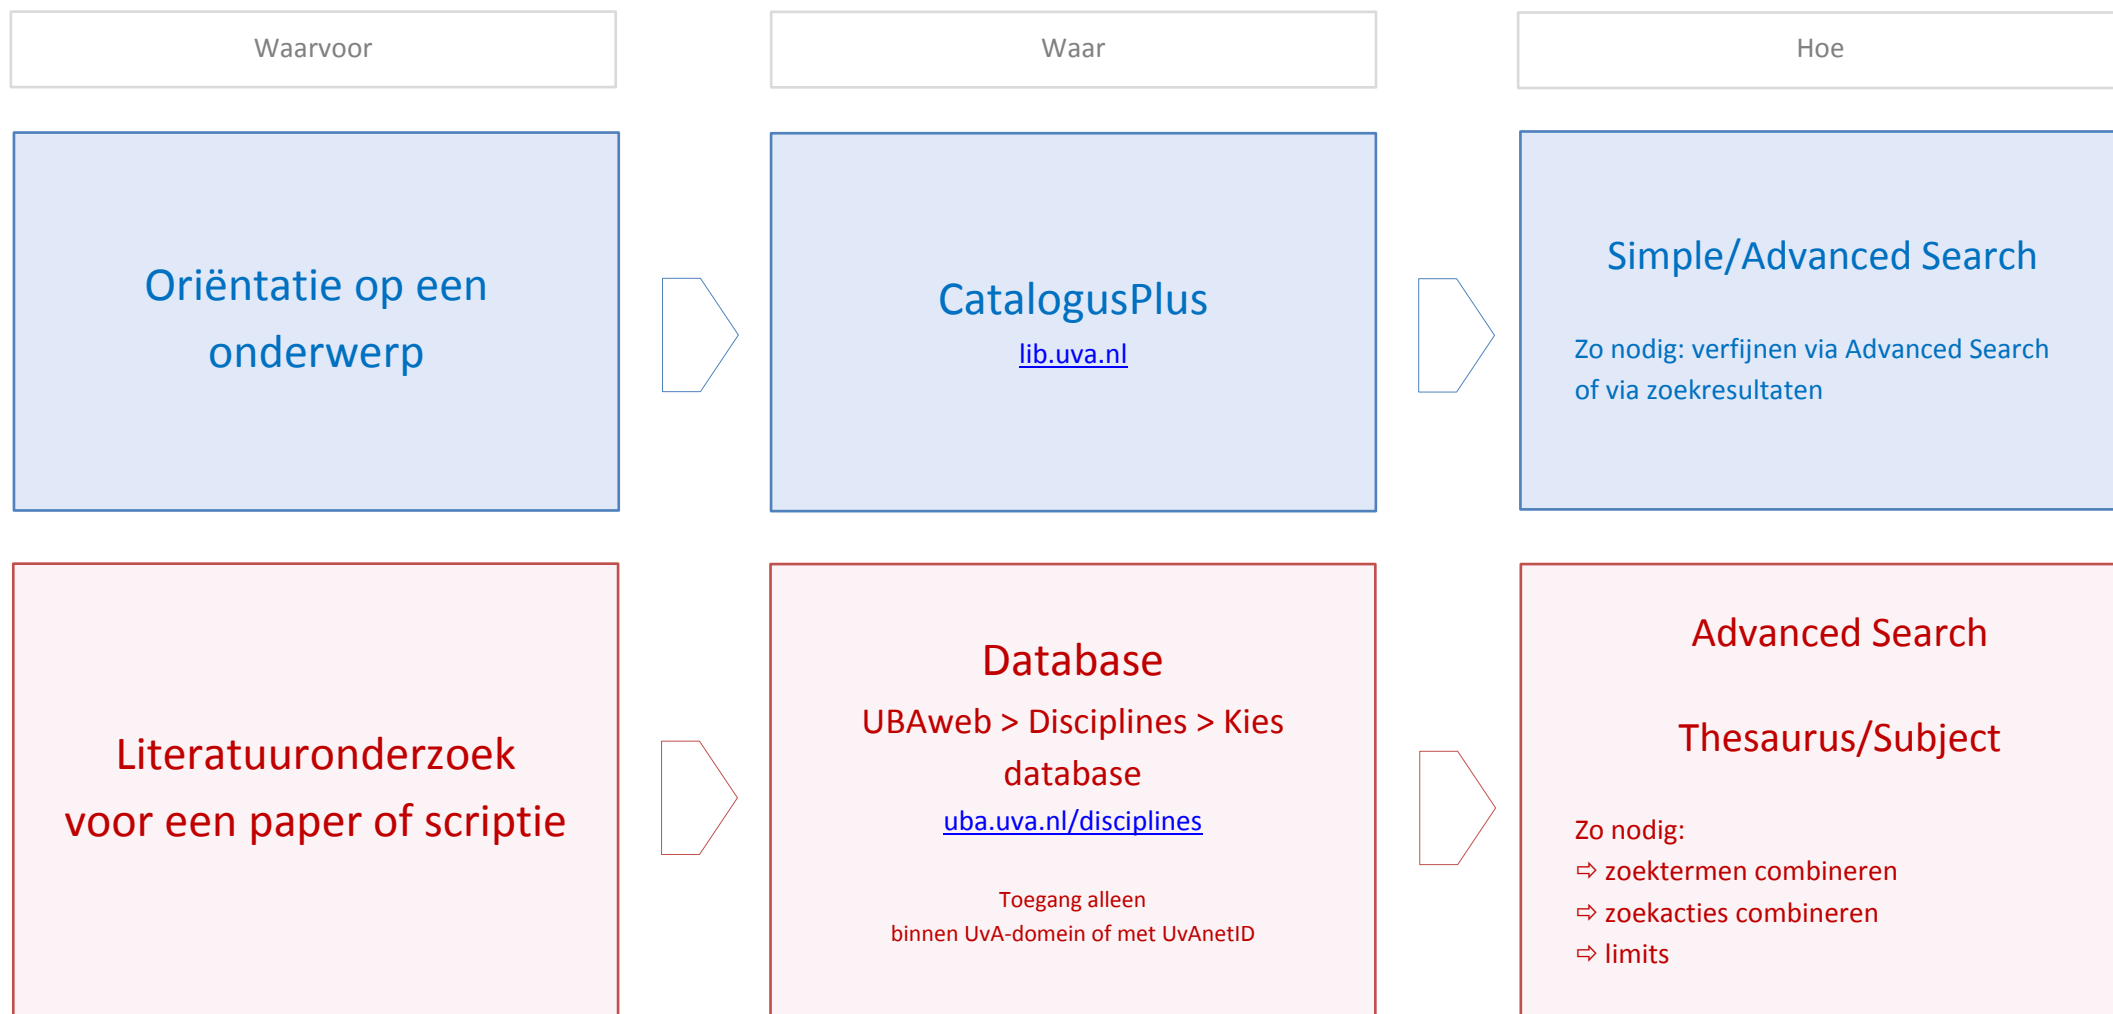 Waarvoor
Waar
Hoe
Oriëntatie op een
onderwerp
CatalogusPlus
lib.uva.nl
Simple/Advanced Search
Zo nodig: verfijnen via Advanced Search
of via zoekresultaten
Literatuuronderzoek
voor een paper of scriptie
Database
UBAweb > Disciplines > Kies
database
uba.uva.nl/disciplines
Toegang alleen
binnen UvA-domein of met UvAnetID
Advanced Search
Thesaurus/Subject
Zo nodig:
⇨ zoektermen combineren
⇨ zoekacties combineren
⇨ limits